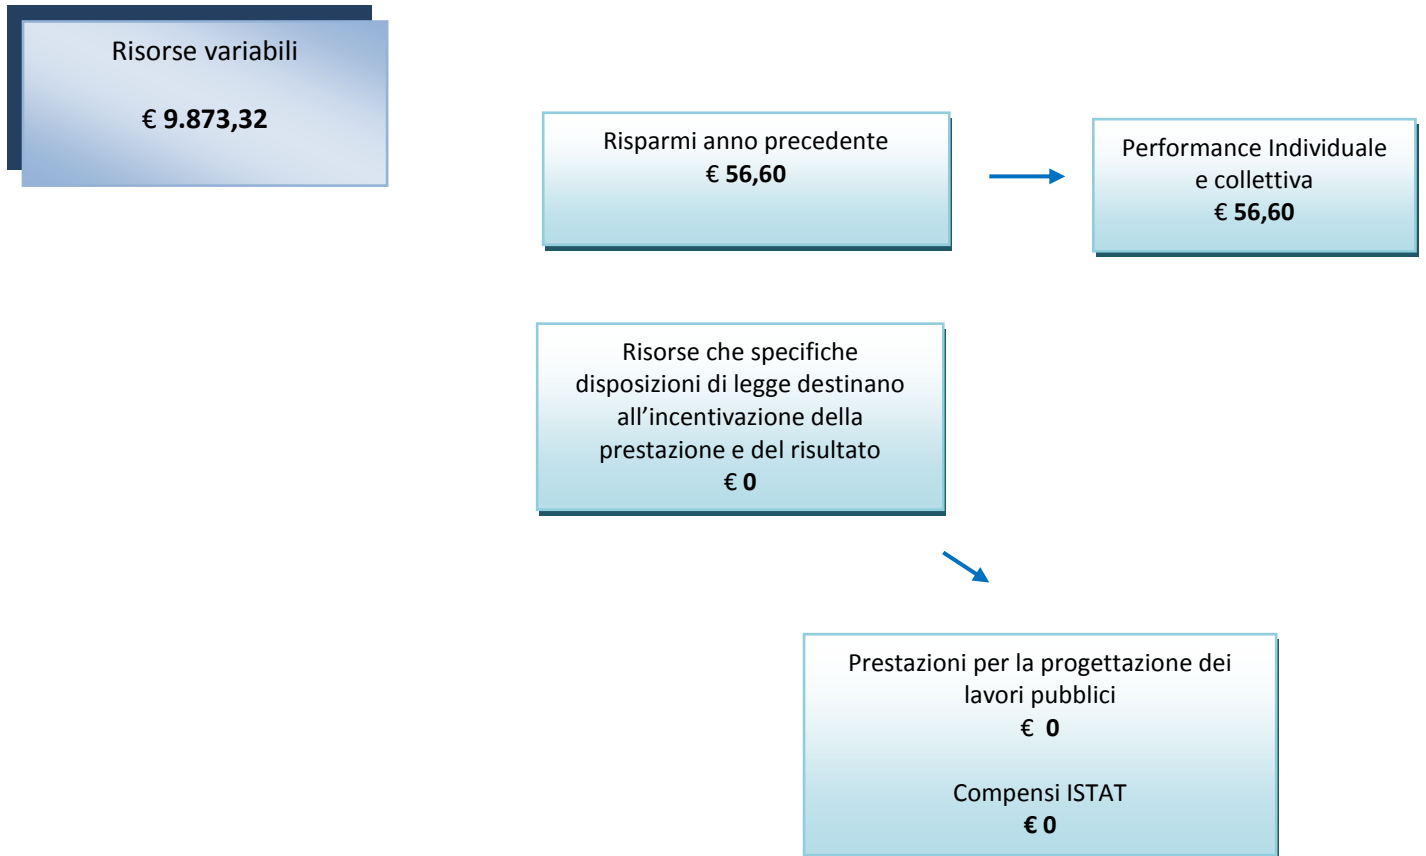 Risorse variabili
€ 9.873,32
Risparmi anno precedente
€ 56,60
Performance Individuale
e collettiva
€ 56,60
Risorse che specifiche
disposizioni di legge destinano
all’incentivazione della
prestazione e del risultato
€ 0
Prestazioni per la progettazione dei
lavori pubblici
€ 0
Compensi ISTAT
€ 0